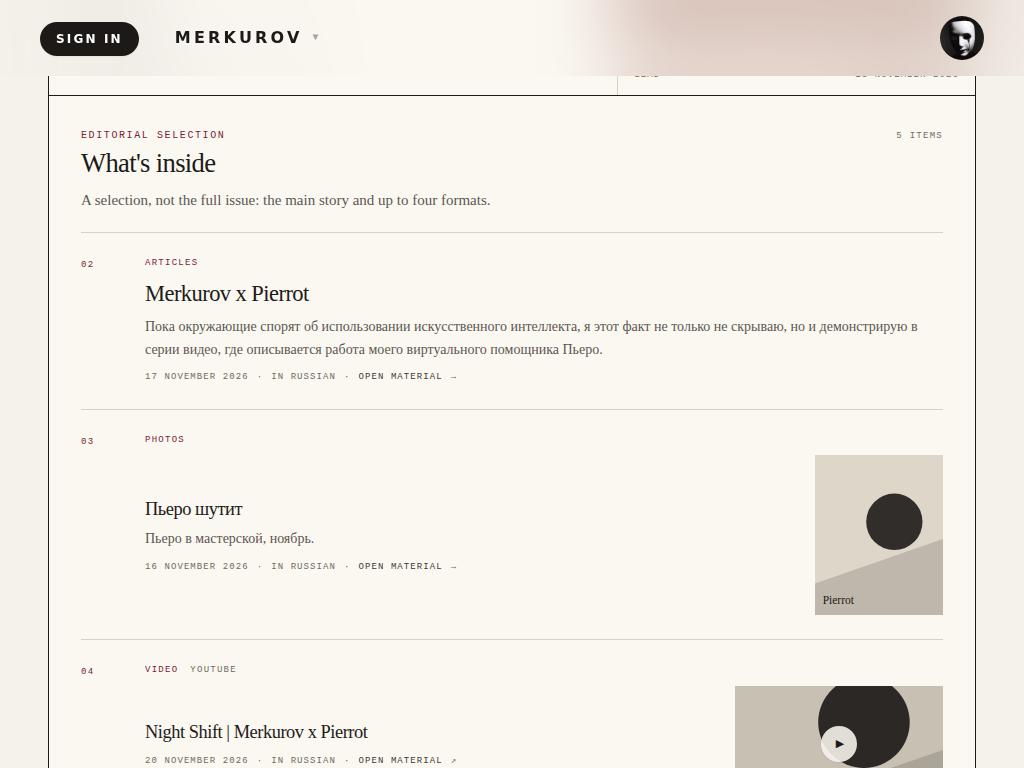 SIGN IN
MERKUROV ▼
EDITORIAL SELECTION
5 ITEMS
What's inside
A selection, not the full issue: the main story and up to four formats.
02
ARTICLES
Merkurov x Pierrot
Пока окружающие спорят об использовании искусственного интеллекта, я этот факт не только не скрываю, но и демонстрирую в
серии видео, где описывается работа моего виртуального помощника Пьеро.
17 NOVEMBER 2026 · IN RUSSIAN · OPEN MATERIAL →
03
PHOTOS
Пьеро шутит
Пьеро в мастерской, ноябрь.
16 NOVEMBER 2026 · IN RUSSIAN · OPEN MATERIAL →
Pierrot
04
VIDEO YOUTUBE
Night Shift | Merkurov x Pierrot
20 NOVEMBER 2026 · IN RUSSIAN · OPEN MATERIAL ↗